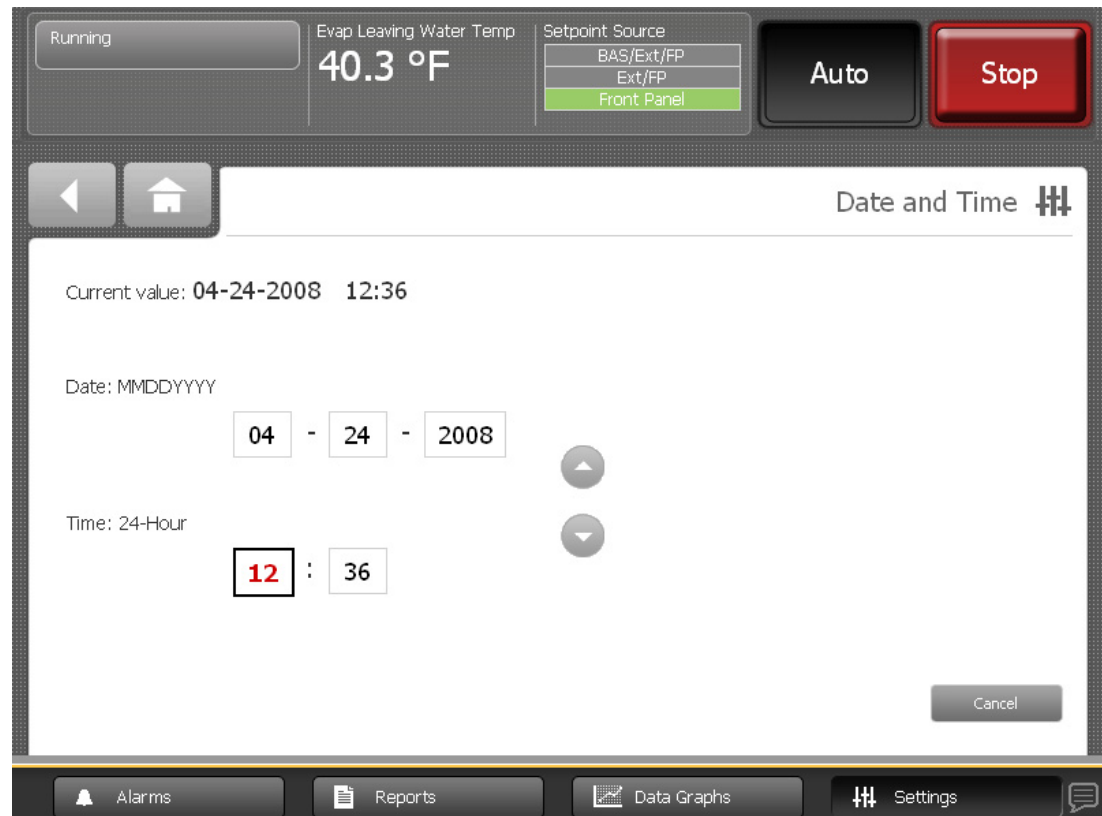 Running
Evap Leaving Water Temp
40.3 °F
Setpoint Source
BAS/Ext/FP
Ext/FP
Front Panel
Auto
Stop
Date and Time
Current value: 04-24-2008 12:36
Date: MMDDYYYY
04 - 24 - 2008
Time: 24-Hour
12 : 36
Cancel
Alarms
Reports
Data Graphs
Settings